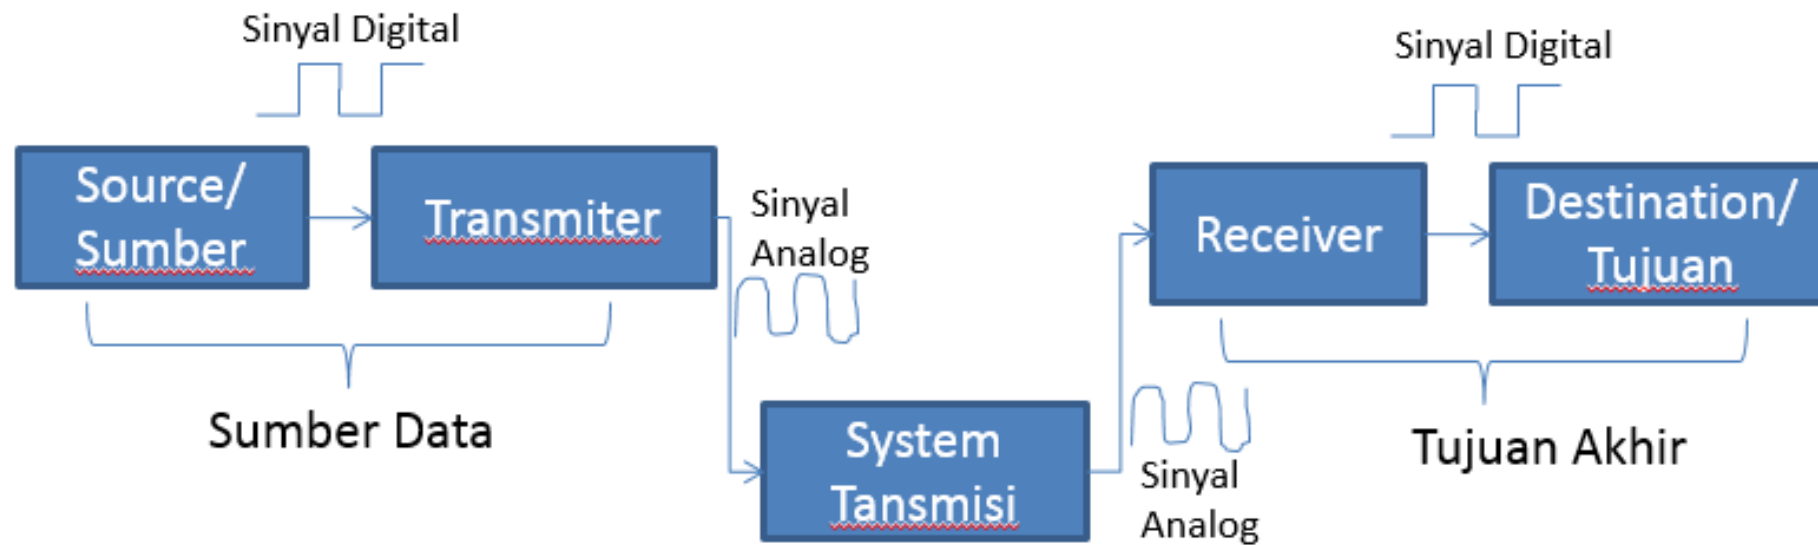 Sinyal Digital
Source/
Sumber
Transmiter
Sinyal
Analog
Sumber Data
System
Tansmisi
Sinyal
Analog
Sinyal Digital
Receiver
Destination/
Tujuan
Tujuan Akhir